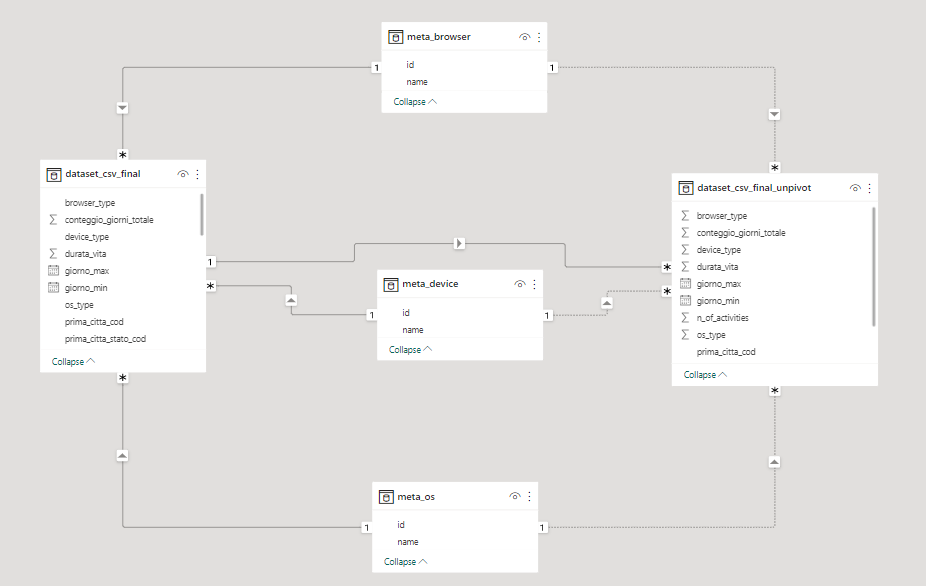 meta_browser
id
name
Collapse
1
1
*
*
dataset_csv_final
browser_type
conteggio_giorni_totale
device_type
durata_vita
giorno_max
giorno_min
os_type
prima_citta_cod
prima_citta_stato_cod
Collapse
1
*
*
meta_device
id
name
Collapse
1
1
dataset_csv_final_unpivot
browser_type
conteggio_giorni_totale
device_type
durata_vita
giorno_max
giorno_min
n_of_activities
os_type
prima_citta_cod
Collapse
*
*
*
meta_os
id
name
Collapse
1
1